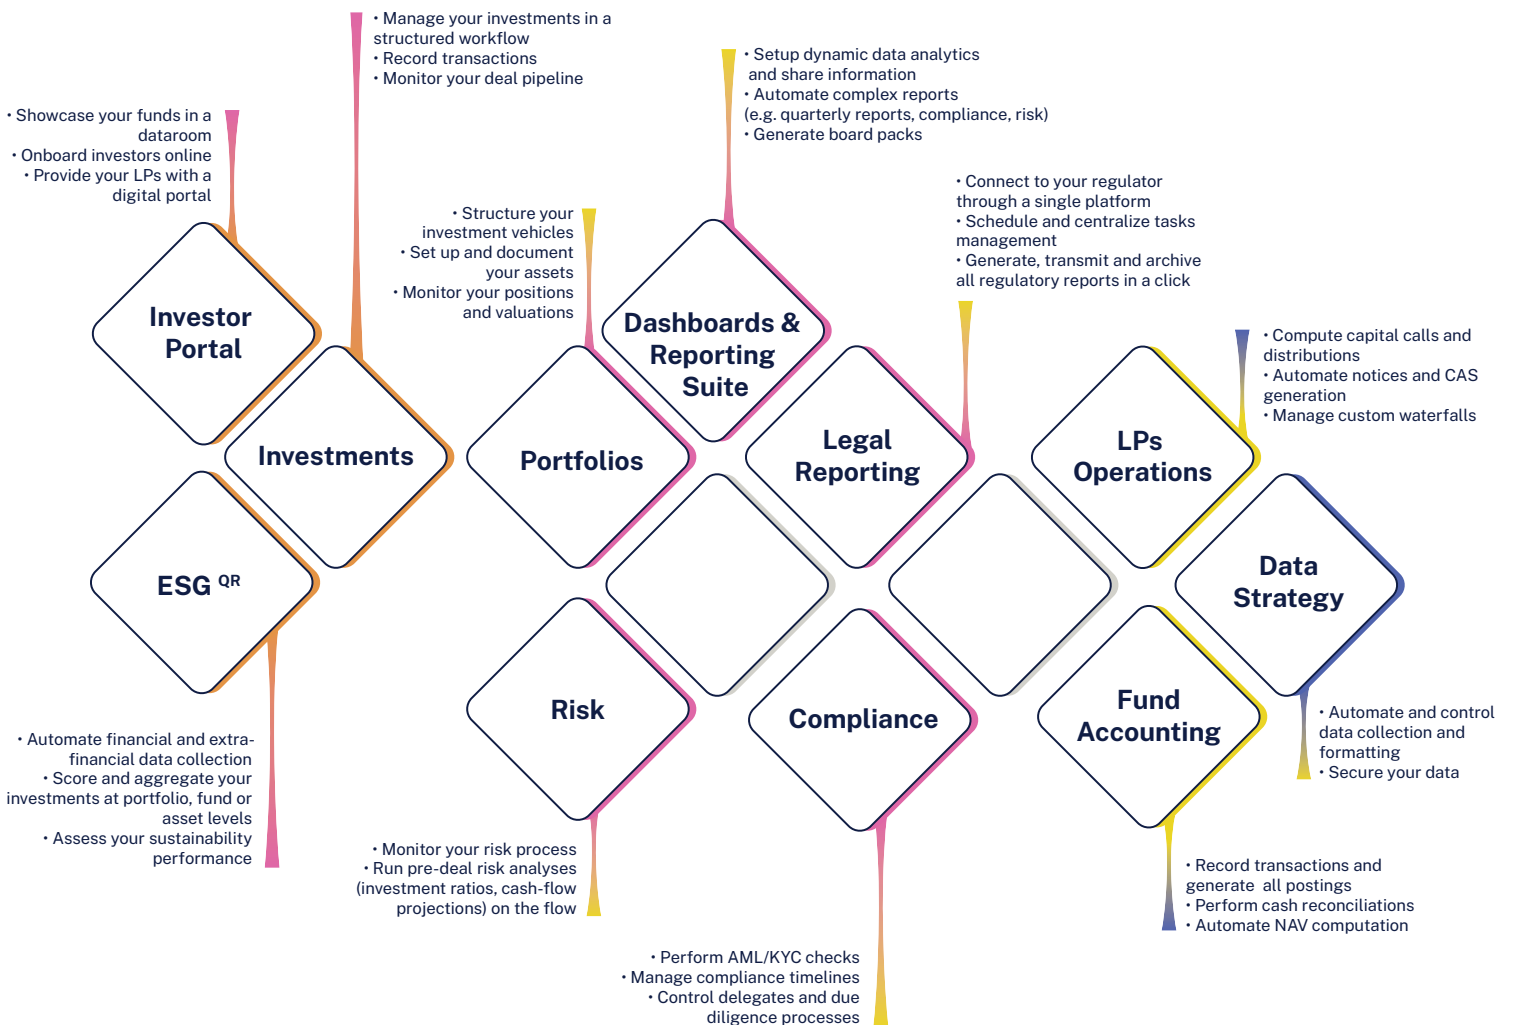 • Manage your investments in a
structured workflow
• Record transactions
• Monitor your deal pipeline
• Setup dynamic data analytics
and share information
• Automate complex reports
(e.g. quarterly reports, compliance, risk)
• Generate board packs
• Showcase your funds in a
dataroom
• Onboard investors online
• Provide your LPs with a
digital portal
• Connect to your regulator
through a single platform
• Schedule and centralize tasks
management
• Generate, transmit and archive
all regulatory reports in a click
• Structure your
investment vehicles
• Set up and document
your assets
• Monitor your positions
and valuations
Investor
Portal
Dashboards &
Reporting
Suite
• Compute capital calls and
distributions
• Automate notices and CAS
generation
• Manage custom waterfalls
Investments
Portfolios
Legal
Reporting
LPs
Operations
ESG QR
Data
Strategy
Risk
Compliance
Fund
Accounting
• Automate and control
data collection and
formatting
• Secure your data
• Automate financial and extra-
financial data collection
• Score and aggregate your
investments at portfolio, fund or
asset levels
• Assess your sustainability
performance
• Monitor your risk process
• Run pre-deal risk analyses
(investment ratios, cash-flow
projections) on the flow
• Record transactions and
generate all postings
• Perform cash reconciliations
• Automate NAV computation
• Perform AML/KYC checks
• Manage compliance timelines
• Control delegates and due
diligence processes